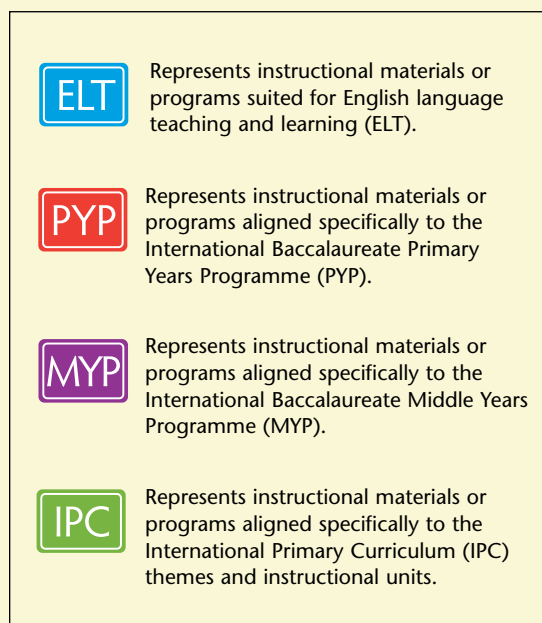 ELT
Represents instructional materials or
programs suited for English language
teaching and learning (ELT).
PYP
Represents instructional materials or
programs aligned specifically to the
International Baccalaureate Primary
Years Programme (PYP).
MYP
Represents instructional materials or
programs aligned specifically to the
International Baccalaureate Middle Years
Programme (MYP).
IPC
Represents instructional materials or
programs aligned specifically to the
International Primary Curriculum (IPC)
themes and instructional units.